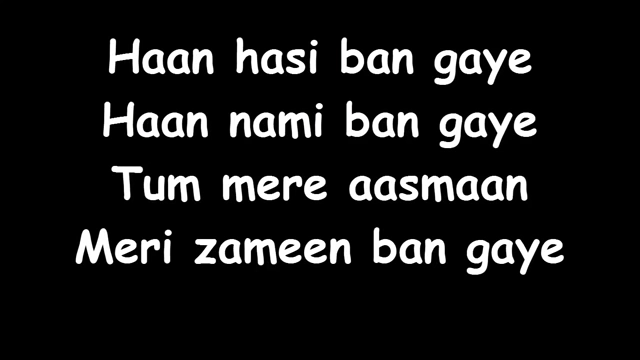 Haan hasi ban gaye
Haan nami ban gaye
Tum mere aasmaan
Meri zameen ban gaye